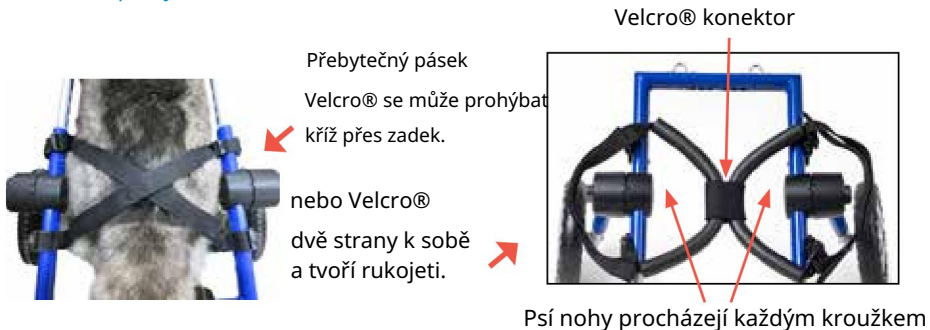 Velcro® konektor
Přebytečný pásek
Velcro® se může prohýbat
kříž přes zadek.
nebo Velcro®
dvě strany k sobě
a tvoří rukojeti.
Psí nohy procházejí každým kroužkem